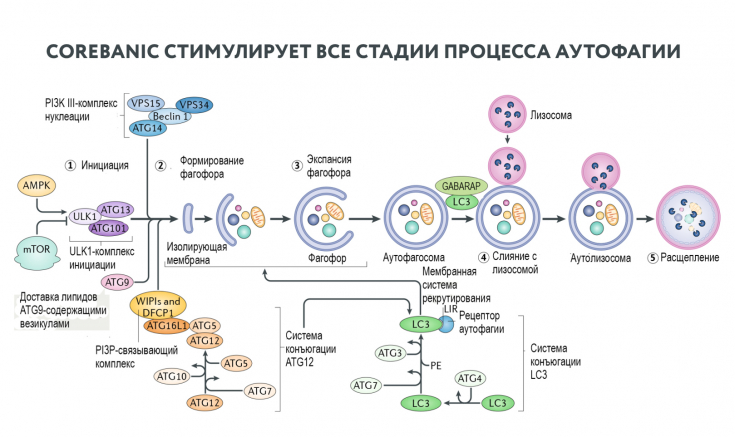 COREBANIC СТИМУЛИРУЕТ ВСЕ СТАДИИ ПРОЦЕССА АУТОФАГИИ
PI3K III-комплекс
нуклеации
VPS15
VPS34
Beclin 1
ATG14
Лизосома
1 Инициация
2 Формирование
фагофора
3 Экспансия
фагофора
AMPK
ULK1
ATG13
ATG101
mTOR
ULK1-комплекс
инициации
GABARAP
LC3
Изолирующая
мембрана
Фагофор
Аутофагосома
4 Слияние с
лизосомой
Аутолизосома
5 Расщепление
ATG9
Доставка липидов
ATG9-содержащими
везикулами
WIPIs and
DFCP1
ATG16L1
ATG5
ATG12
PI3P-связывающий
комплекс
ATG5
ATG10
ATG7
ATG12
Система
конъюгации
ATG12
Мембранная
система
рекрутирования
LIR
LC3
Рецептор
аутофагии
ATG3
PE
ATG7
ATG4
LC3
LC3
Система
конъюгации
LC3